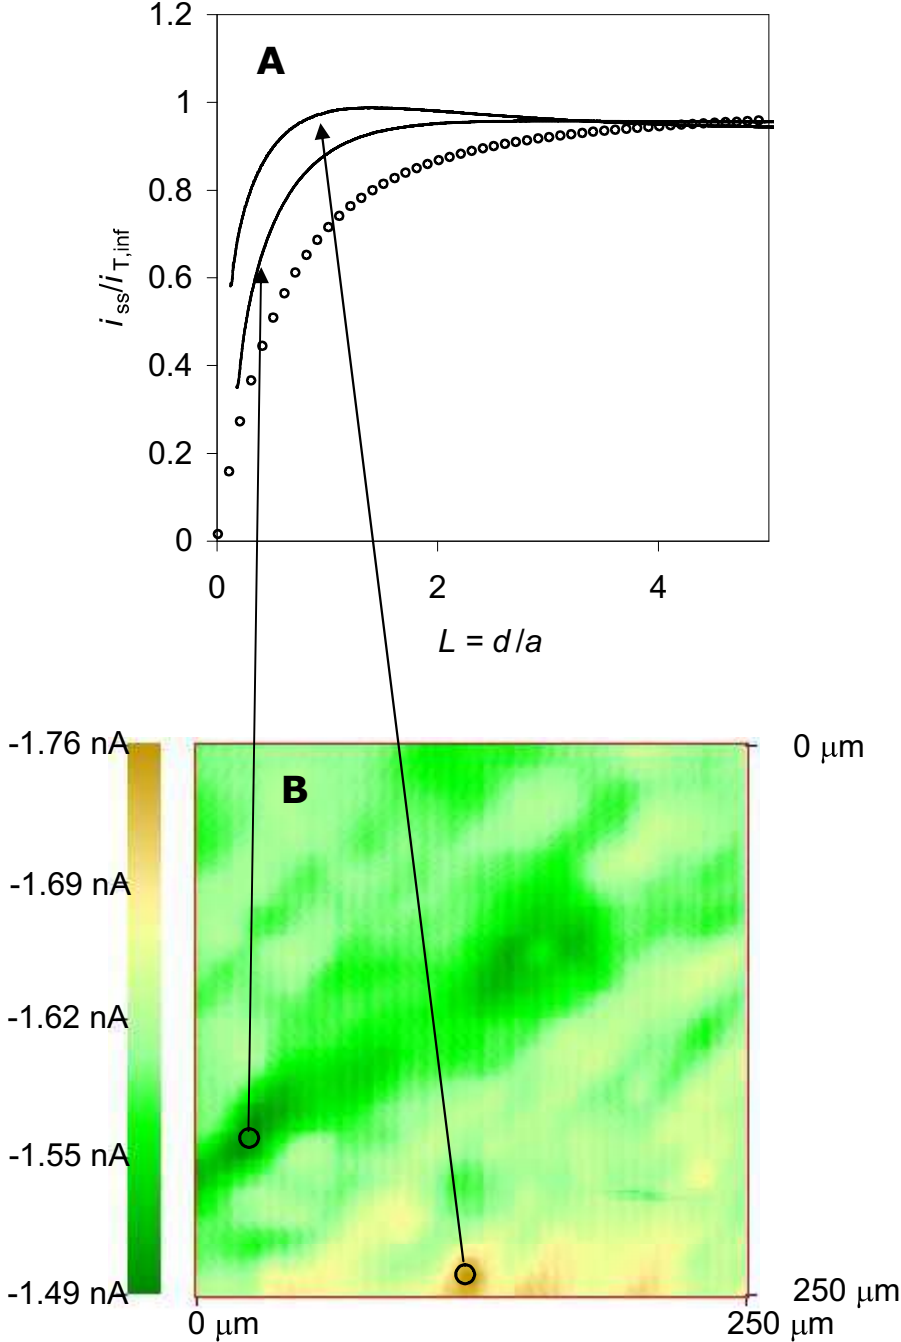 1.2
A
1
0.8
i ss/i T,inf
0.6
0.4
0.2
0
0 2 4
L = d/a
-1.76 nA 0 μm
B
-1.69 nA
-1.62 nA
-1.55 nA
-1.49 nA 250 μm
0 μm 250 μm